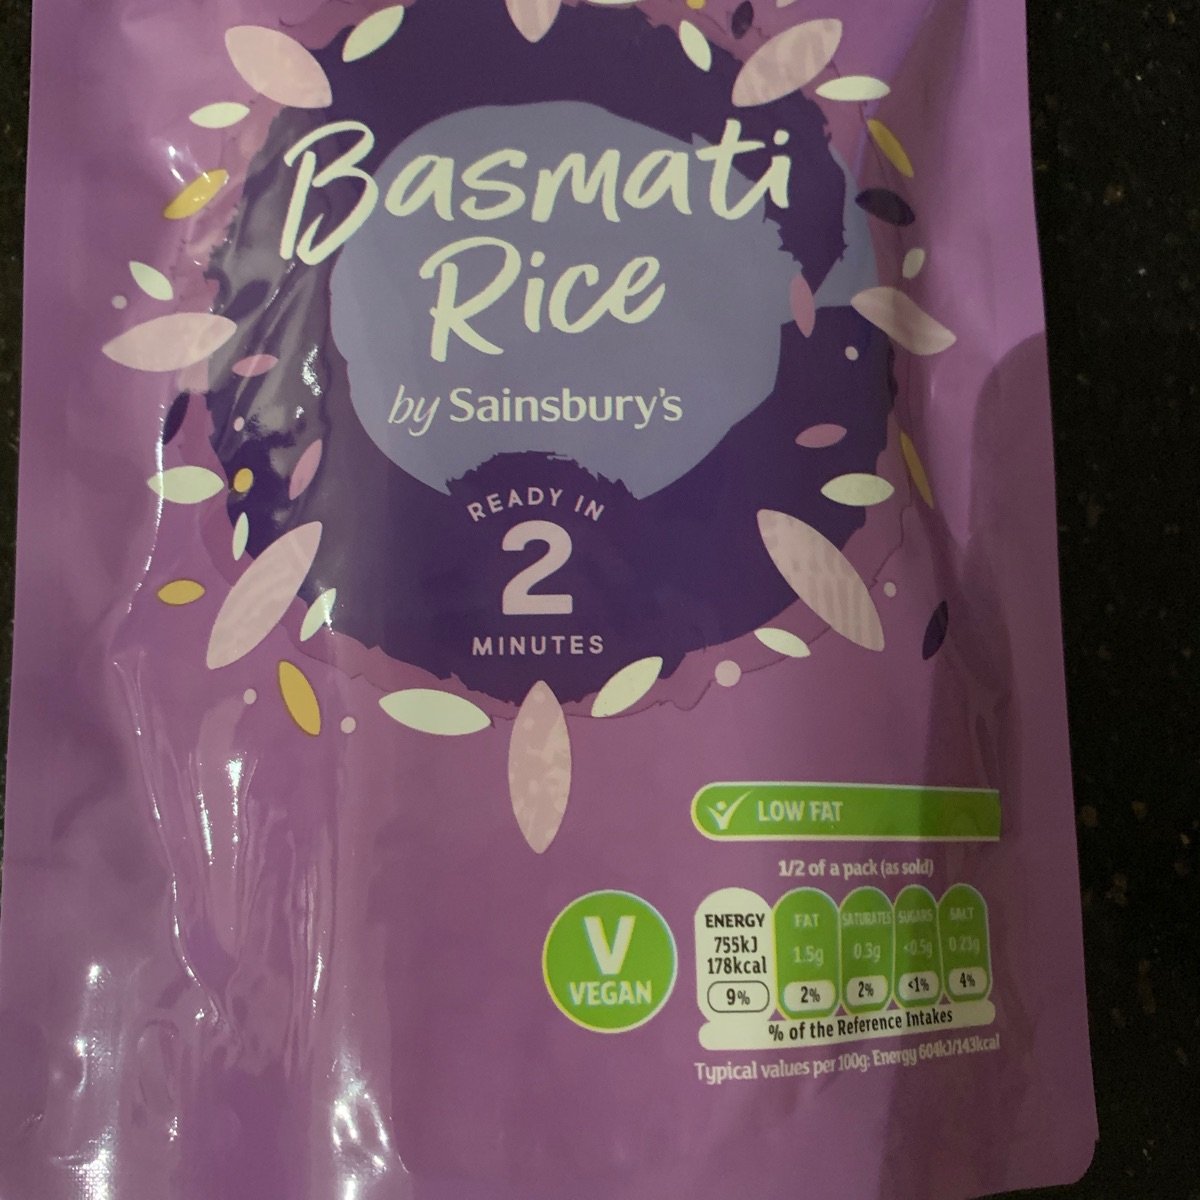 Basmati
Rice
by Sainsbury's
READY IN
2
MINUTES
LOW FAT
1/2 of a pack (as sold)
ENERGY FAT SATURATES SUGARS SALT
755kJ 1.5g 0.3g <0.5g 0.23g
178kcal
9% 2% 2% <1% 4%
% of the Reference Intakes
Typical values per 100g: Energy 604kJ/143kcal
V
VEGAN